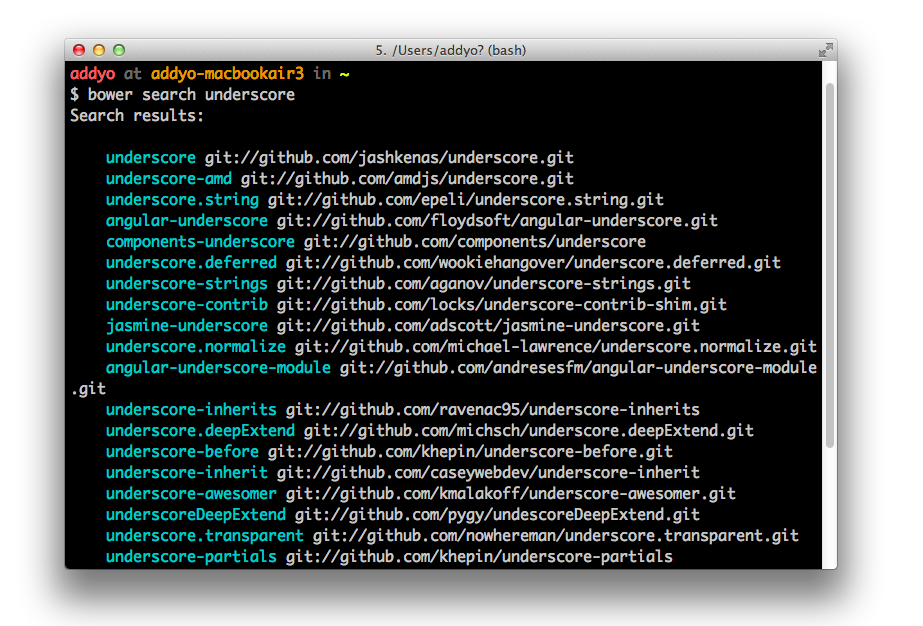 5. /Users/addyo? (bash)
addyo at addyo-macbookair3 in ~
$ bower search underscore
Search results:
underscore git://github.com/jashkenas/underscore.git
underscore-amd git://github.com/amdjs/underscore.git
underscore.string git://github.com/epeli/underscore.string.git
angular-underscore git://github.com/floydsoft/angular-underscore.git
components-underscore git://github.com/components/underscore
underscore.deferred git://github.com/wookiehangover/underscore.deferred.git
underscore-strings git://github.com/aganov/underscore-strings.git
underscore-contrib git://github.com/locks/underscore-contrib-shim.git
jasmine-underscore git://github.com/adscott/jasmine-underscore.git
underscore.normalize git://github.com/michael-lawrence/underscore.normalize.git
angular-underscore-module git://github.com/andresesfm/angular-underscore-module
.git
underscore-inherits git://github.com/ravenac95/underscore-inherits
underscore.deepExtend git://github.com/michsch/underscore.deepExtend.git
underscore-before git://github.com/khepin/underscore-before.git
underscore-inherit git://github.com/caseywebdev/underscore-inherit
underscore-awesomer git://github.com/kmalakoff/underscore-awesomer.git
underscoreDeepExtend git://github.com/pygy/undescoreDeepExtend.git
underscore.transparent git://github.com/nowhereman/underscore.transparent.git
underscore-partials git://github.com/khepin/underscore-partials